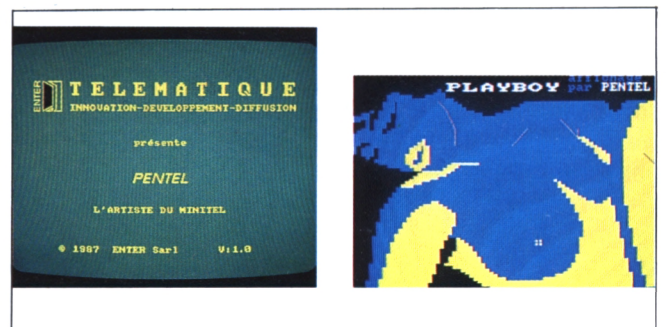 ENTER
TELEMATIQUE
INNOVATION-DEVELOPPEMENT-DIFFUSION
présente
PENTEL
L'ARTISTE DU MINITEL
© 1987 ENTER Sarl V:1.0
PLAYBOY par PENTEL